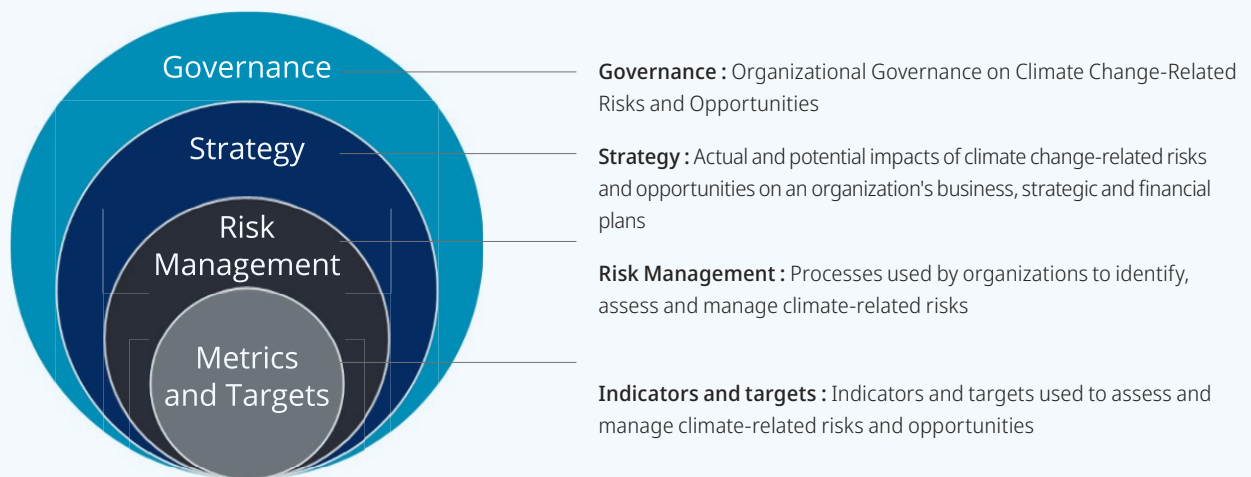 Governance
Strategy
Risk
Management
Metrics
and Targets
Governance : Organizational Governance on Climate Change-Related
Risks and Opportunities
Strategy : Actual and potential impacts of climate change-related risks
and opportunities on an organization's business, strategic and financial
plans
Risk Management : Processes used by organizations to identify,
assess and manage climate-related risks
Indicators and targets : Indicators and targets used to assess and
manage climate-related risks and opportunities